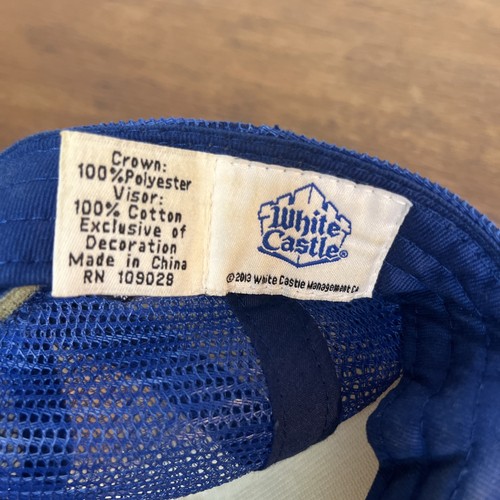 Crown:
100%Polyester
Visor:
100% Cotton
Exclusive of
Decoration
Made in China
RN 109028
White
Castle®
©2013 White Castle Management Co